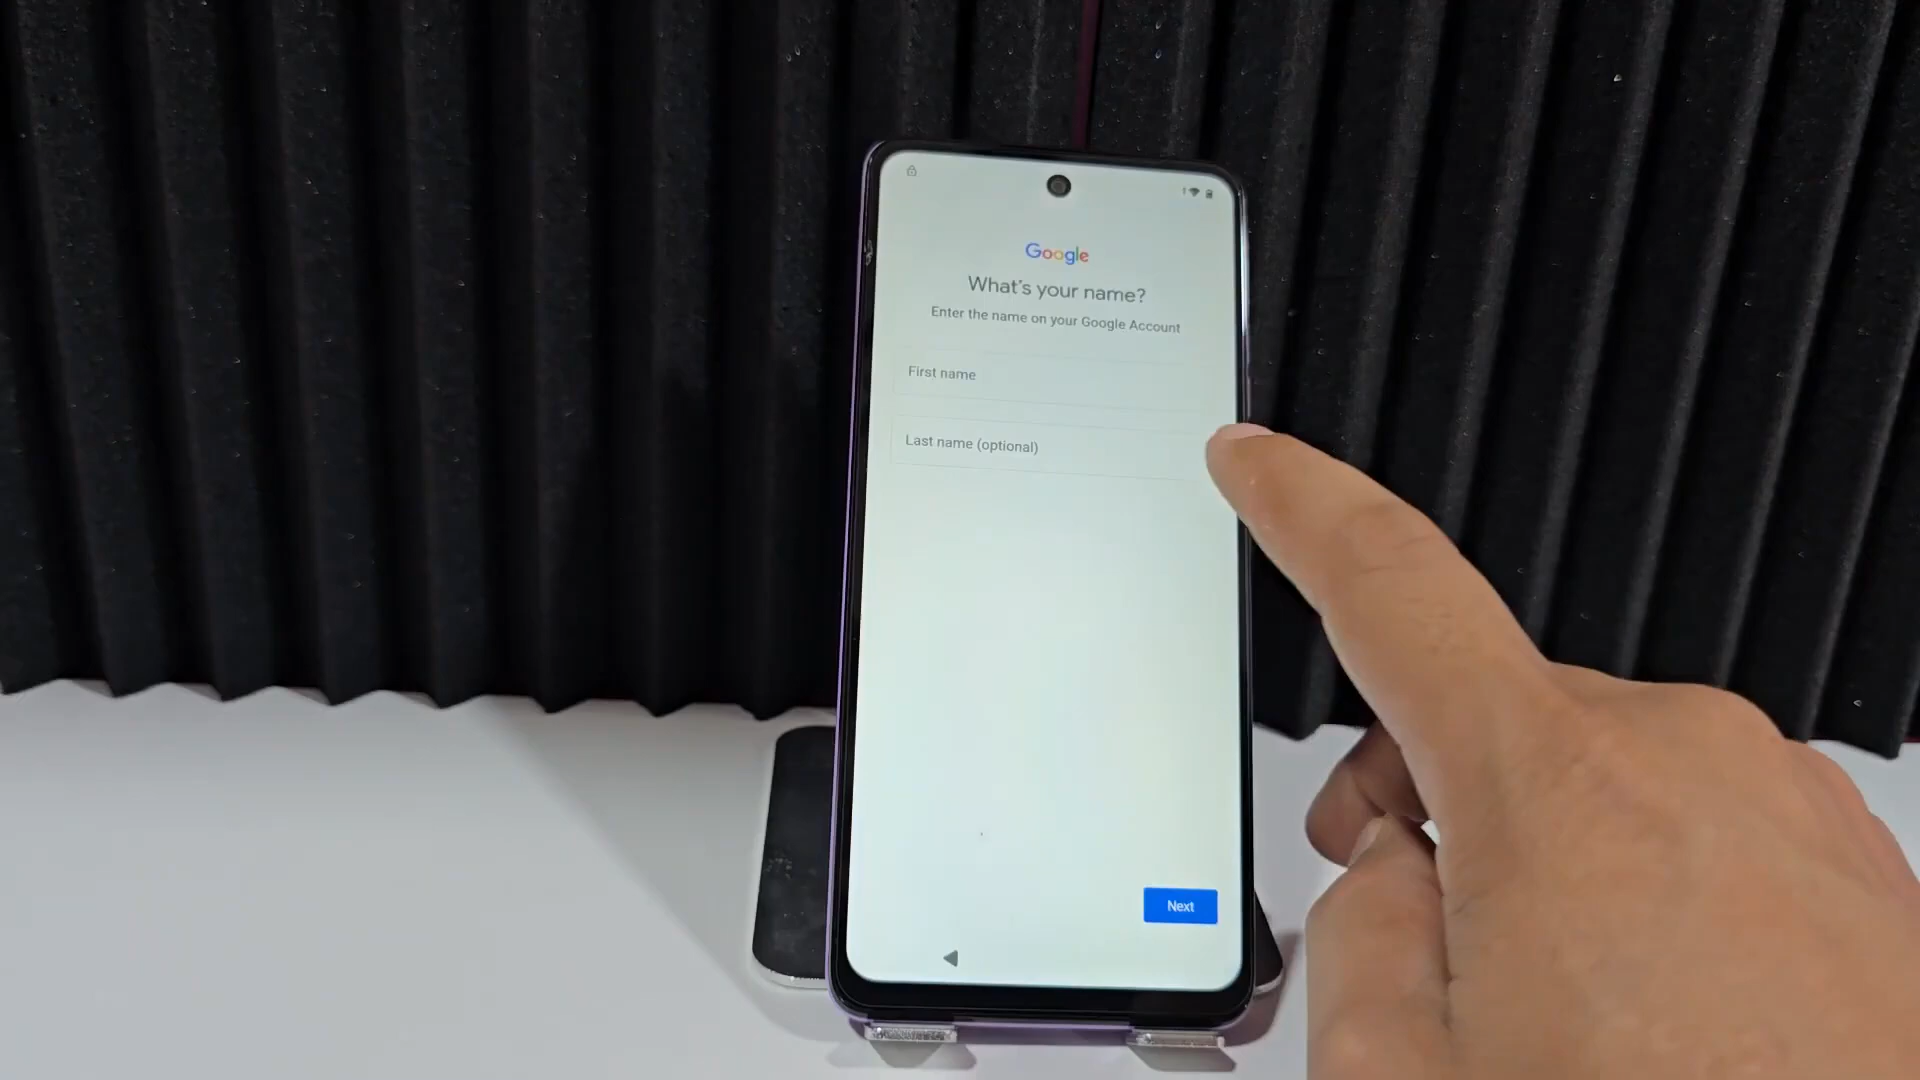 Google
What's your name?
Enter the name on your Google Account
First name
Last name (optional)
Next